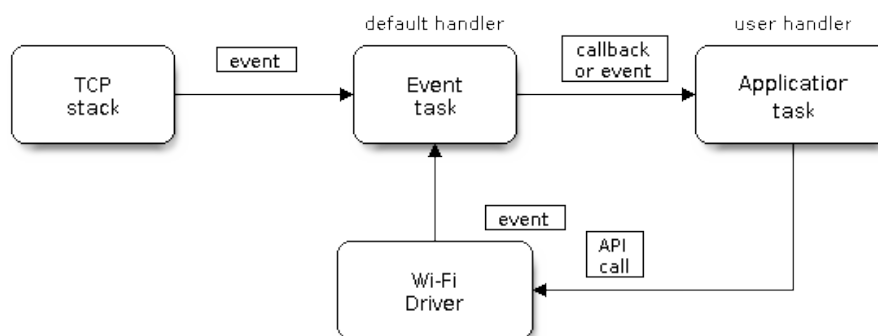 default handler
user handler
event
callback
or event
TCP
stack
Event
task
Application
task
event
API
call
Wi-Fi
Driver